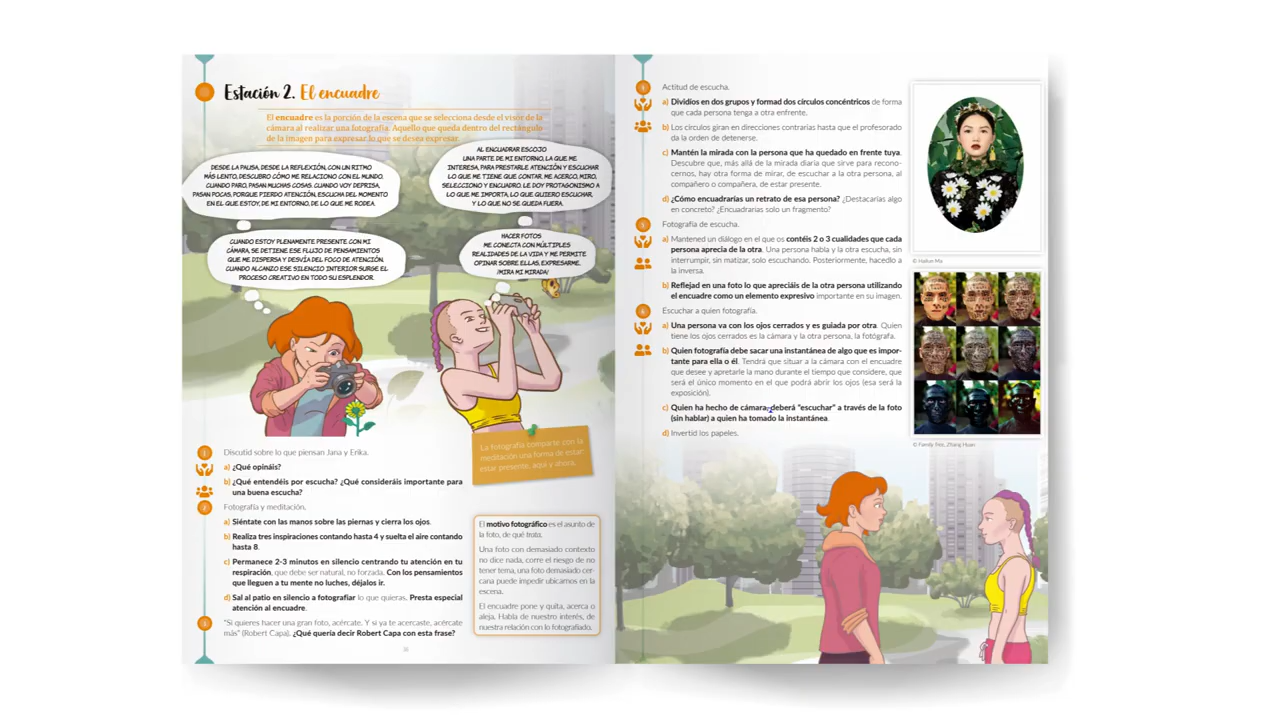 Estación 2. El encuadre
El encuadre es la porción de la escena que se selecciona desde el visor de la
cámara al realizar una fotografía. Aquello que queda dentro del rectángulo
de la imagen para expresar lo que se desea expresar.
DESDE LA PAUSA, DESDE LA REFLEXIÓN, CON UN RITMO
MÁS LENTO, DESCUBRO CÓMO ME RELACIONO CON EL MUNDO.
CUANDO PARO, PASAN MUCHAS COSAS. CUANDO VOY DEPRISA,
PASAN POCAS, PORQUE PIERDO ATENCIÓN, ESCUCHA DEL MOMENTO
EN EL QUE ESTOY, DE MI ENTORNO, DE LO QUE ME RODEA.
AL ENCUADRAR ESCOJO
UNA PARTE DE MI ENTORNO, LA QUE ME
INTERESA, PARA PRESTARLE ATENCIÓN Y ESCUCHAR
LO QUE ME TIENE QUE CONTAR. ME ACERCO, MIRO,
SELECCIONO Y ENCUADRO. LE DOY PROTAGONISMO A
LO QUE ME IMPORTA, LO QUE QUIERO ESCUCHAR,
Y LO QUE NO SE QUEDA FUERA.
CUANDO ESTOY PLENAMENTE PRESENTE CON MI
CÁMARA, SE DETIENE ESE FLUJO DE PENSAMIENTOS
QUE ME DISPERSA Y DESVÍA DEL FOCO DE ATENCIÓN.
CUANDO ALCANZO ESE SILENCIO INTERIOR SURGE EL
PROCESO CREATIVO EN TODO SU ESPLENDOR.
HACER FOTOS
ME CONECTA CON MÚLTIPLES
REALIDADES DE LA VIDA Y ME PERMITE
OPINAR SOBRE ELLAS, EXPRESARME.
¡MIRA MI MIRADA!
La fotografía comparte con la
meditación una forma de estar:
estar presente, aquí y ahora.
1 Discutid sobre lo que piensan Jana y Erika.
a) ¿Qué opináis?
b) ¿Qué entendéis por escucha? ¿Qué consideráis importante para
una buena escucha?
2 Fotografía y meditación.
a) Siéntate con las manos sobre las piernas y cierra los ojos.
b) Realiza tres inspiraciones contando hasta 4 y suelta el aire contando
hasta 8.
c) Permanece 2-3 minutos en silencio centrando tu atención en tu
respiración, que debe ser natural, no forzada. Con los pensamientos
que lleguen a tu mente no luches, déjalos ir.
d) Sal al patio en silencio a fotografiar lo que quieras. Presta especial
atención al encuadre.
3 "Si quieres hacer una gran foto, acércate. Y si ya te acercaste, acércate
más" (Robert Capa). ¿Qué quería decir Robert Capa con esta frase?
El motivo fotográfico es el asunto de
la foto, de qué trata.
Una foto con demasiado contexto
no dice nada, corre el riesgo de no
tener tema, una foto demasiado cer-
cana puede impedir ubicarnos en la
escena.
El encuadre pone y quita, acerca o
aleja. Habla de nuestro interés, de
nuestra relación con lo fotografiado.
36
4 Actitud de escucha.
a) Dividíos en dos grupos y formad dos círculos concéntricos de forma
que cada persona tenga a otra enfrente.
b) Los círculos giran en direcciones contrarias hasta que el profesorado
da la orden de detenerse.
c) Mantén la mirada con la persona que ha quedado en frente tuya.
Descubre que, más allá de la mirada diaria que sirve para recono-
cernos, hay otra forma de mirar, de escuchar a la otra persona, al
compañero o compañera, de estar presente.
d) ¿Cómo encuadrarías un retrato de esa persona? ¿Destacarías algo
en concreto? ¿Encuadrarías solo un fragmento?
5 Fotografía de escucha.
a) Mantened un diálogo en el que os contéis 2 o 3 cualidades que cada
persona aprecia de la otra. Una persona habla y la otra escucha, sin
interrumpir, sin matizar, solo escuchando. Posteriormente, hacedlo a
la inversa.
b) Reflejad en una foto lo que apreciáis de la otra persona utilizando
el encuadre como un elemento expresivo importante en su imagen.
6 Escuchar a quien fotografía.
a) Una persona va con los ojos cerrados y es guiada por otra. Quien
tiene los ojos cerrados es la cámara y la otra persona, la fotógrafa.
b) Quien fotografía debe sacar una instantánea de algo que es impor-
tante para ella o él. Tendrá que situar a la cámara con el encuadre
que desee y apretarle la mano durante el tiempo que considere, que
será el único momento en el que podrá abrir los ojos (esa será la
exposición).
c) Quien ha hecho de cámara, deberá "escuchar" a través de la foto
(sin hablar) a quien ha tomado la instantánea.
d) Invertid los papeles.
© Hailun Ma
© Family Tree, Zhang Huan